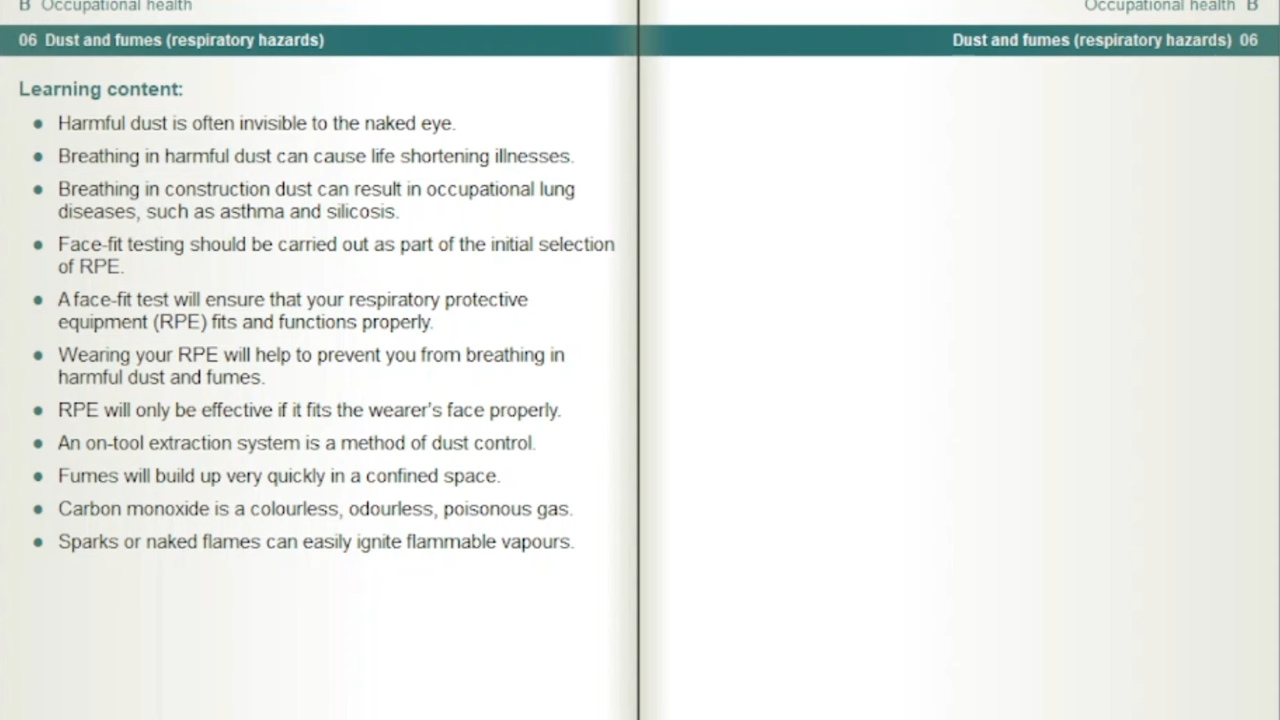 B Occupational health
Occupational health B
06 Dust and fumes (respiratory hazards)
Dust and fumes (respiratory hazards) 06
Learning content:
• Harmful dust is often invisible to the naked eye.
• Breathing in harmful dust can cause life shortening illnesses.
• Breathing in construction dust can result in occupational lung
diseases, such as asthma and silicosis.
• Face-fit testing should be carried out as part of the initial selection
of RPE.
• A face-fit test will ensure that your respiratory protective
equipment (RPE) fits and functions properly.
• Wearing your RPE will help to prevent you from breathing in
harmful dust and fumes.
• RPE will only be effective if it fits the wearer's face properly.
• An on-tool extraction system is a method of dust control.
• Fumes will build up very quickly in a confined space.
• Carbon monoxide is a colourless, odourless, poisonous gas.
• Sparks or naked flames can easily ignite flammable vapours.